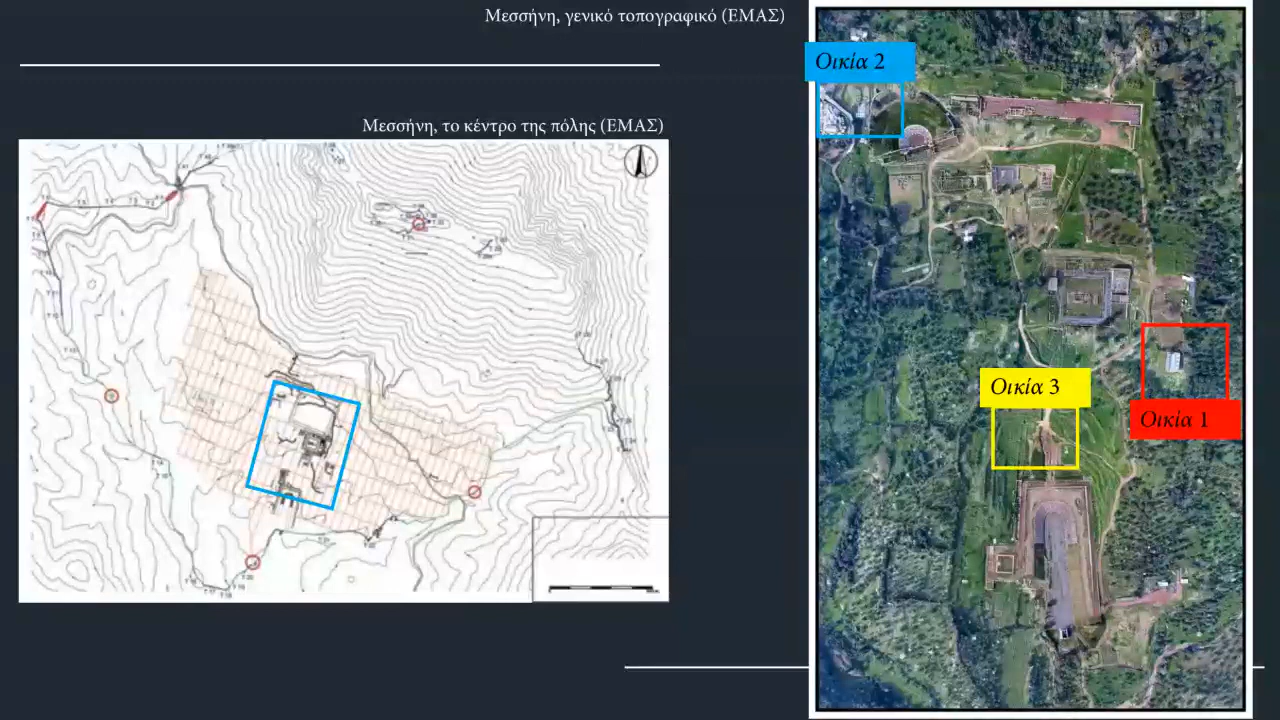 Μεσσήνη, γενικό τοπογραφικό (ΕΜΑΣ)
Οικία 2
Μεσσήνη, το κέντρο της πόλης (ΕΜΑΣ)
Οικία 3
Οικία 1